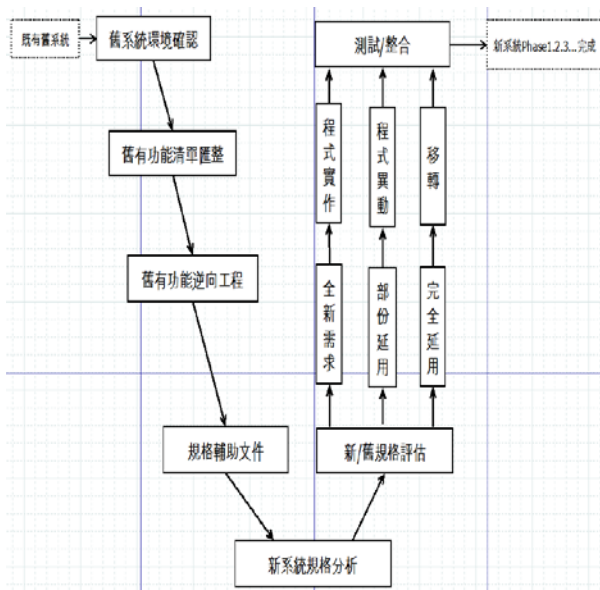 既有舊系統
舊系統環境確認
舊有功能清單匯整
舊有功能逆向工程
規格輔助文件
新系統規格分析
新/舊規格評估
全新需求
部份延用
完全延用
程式實作
程式異動
移轉
測試/整合
新系統Phase1.2.3...完成